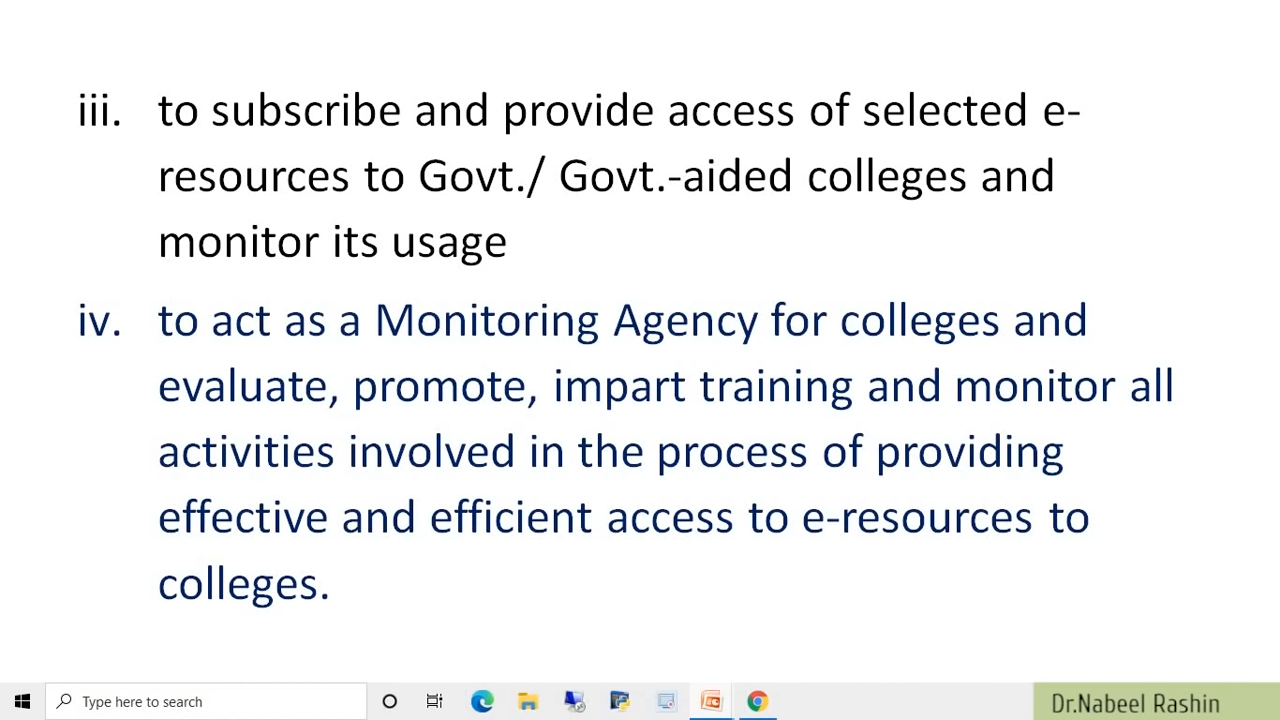 iii. to subscribe and provide access of selected e-
resources to Govt./ Govt.-aided colleges and
monitor its usage
iv. to act as a Monitoring Agency for colleges and
evaluate, promote, impart training and monitor all
activities involved in the process of providing
effective and efficient access to e-resources to
colleges.
Type here to search
Dr.Nabeel Rashin